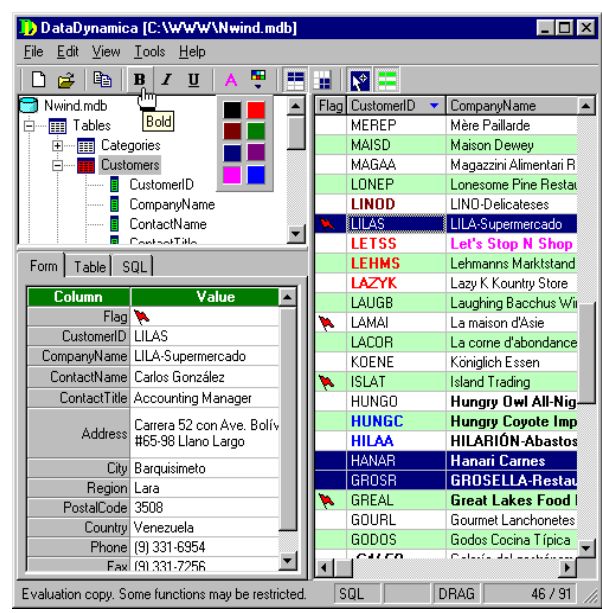 DataDynamica [C:\WWW\Nwind.mdb]
File Edit View Tools Help
B I U A
Nwind.mdb
Bold
Tables
Categories
Customers
CustomerID
CompanyName
ContactName
ContactTitle
Form Table SQL
Column Value
Flag
CustomerID LILAS
CompanyName LILA-Supermercado
ContactName Carlos González
ContactTitle Accounting Manager
Address Carrera 52 con Ave. Bolív
#65-98 Llano Largo
City Barquisimeto
Region Lara
PostalCode 3508
Country Venezuela
Phone (9) 331-6954
Fax (9) 331-7256
Flag CustomerID CompanyName
MEREP Mère Paillarde
MAISD Maison Dewey
MAGAA Magazzini Alimentari R
LONEP Lonesome Pine Restau
LINOD LINO-Delicateses
LILAS LILA-Supermercado
LETSS Let's Stop N Shop
LEHMS Lehmanns Marktstand
LAZYK Lazy K Kountry Store
LAUGB Laughing Bacchus Win
LAMAI La maison d'Asie
LACOR La corne d'abondance
KOENE Königlich Essen
ISLAT Island Trading
HUNGO Hungry Owl All-Nig
HUNGC Hungry Coyote Imp
HILAA HILARIÓN-Abastos
HANAR Hanari Carnes
GROSR GROSELLA-Restau
GREAL Great Lakes Food
GOURL Gourmet Lanchonetes
GODOS Godos Cocina Típica
Evaluation copy. Some functions may be restricted. SQL DRAG 46 / 91